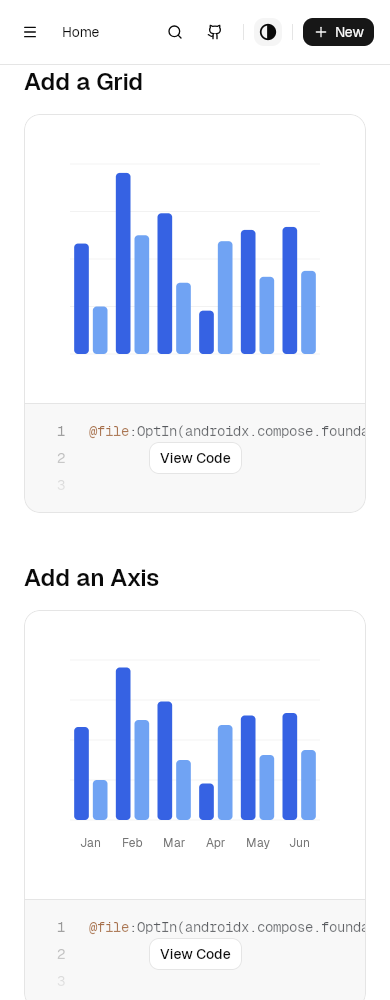 Home
New
Add a Grid
1 @file:OptIn(androidx.compose.founda
2
View Code
3
Add an Axis
Jan Feb Mar Apr May Jun
1 @file:OptIn(androidx.compose.founda
2
View Code
3